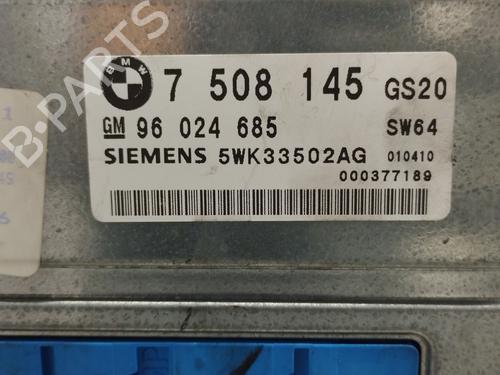 BMW
7 508 145 GS20
GM 96 024 685 SW64
SIEMENS 5WK33502AG 010410
000377189
B-PARTS